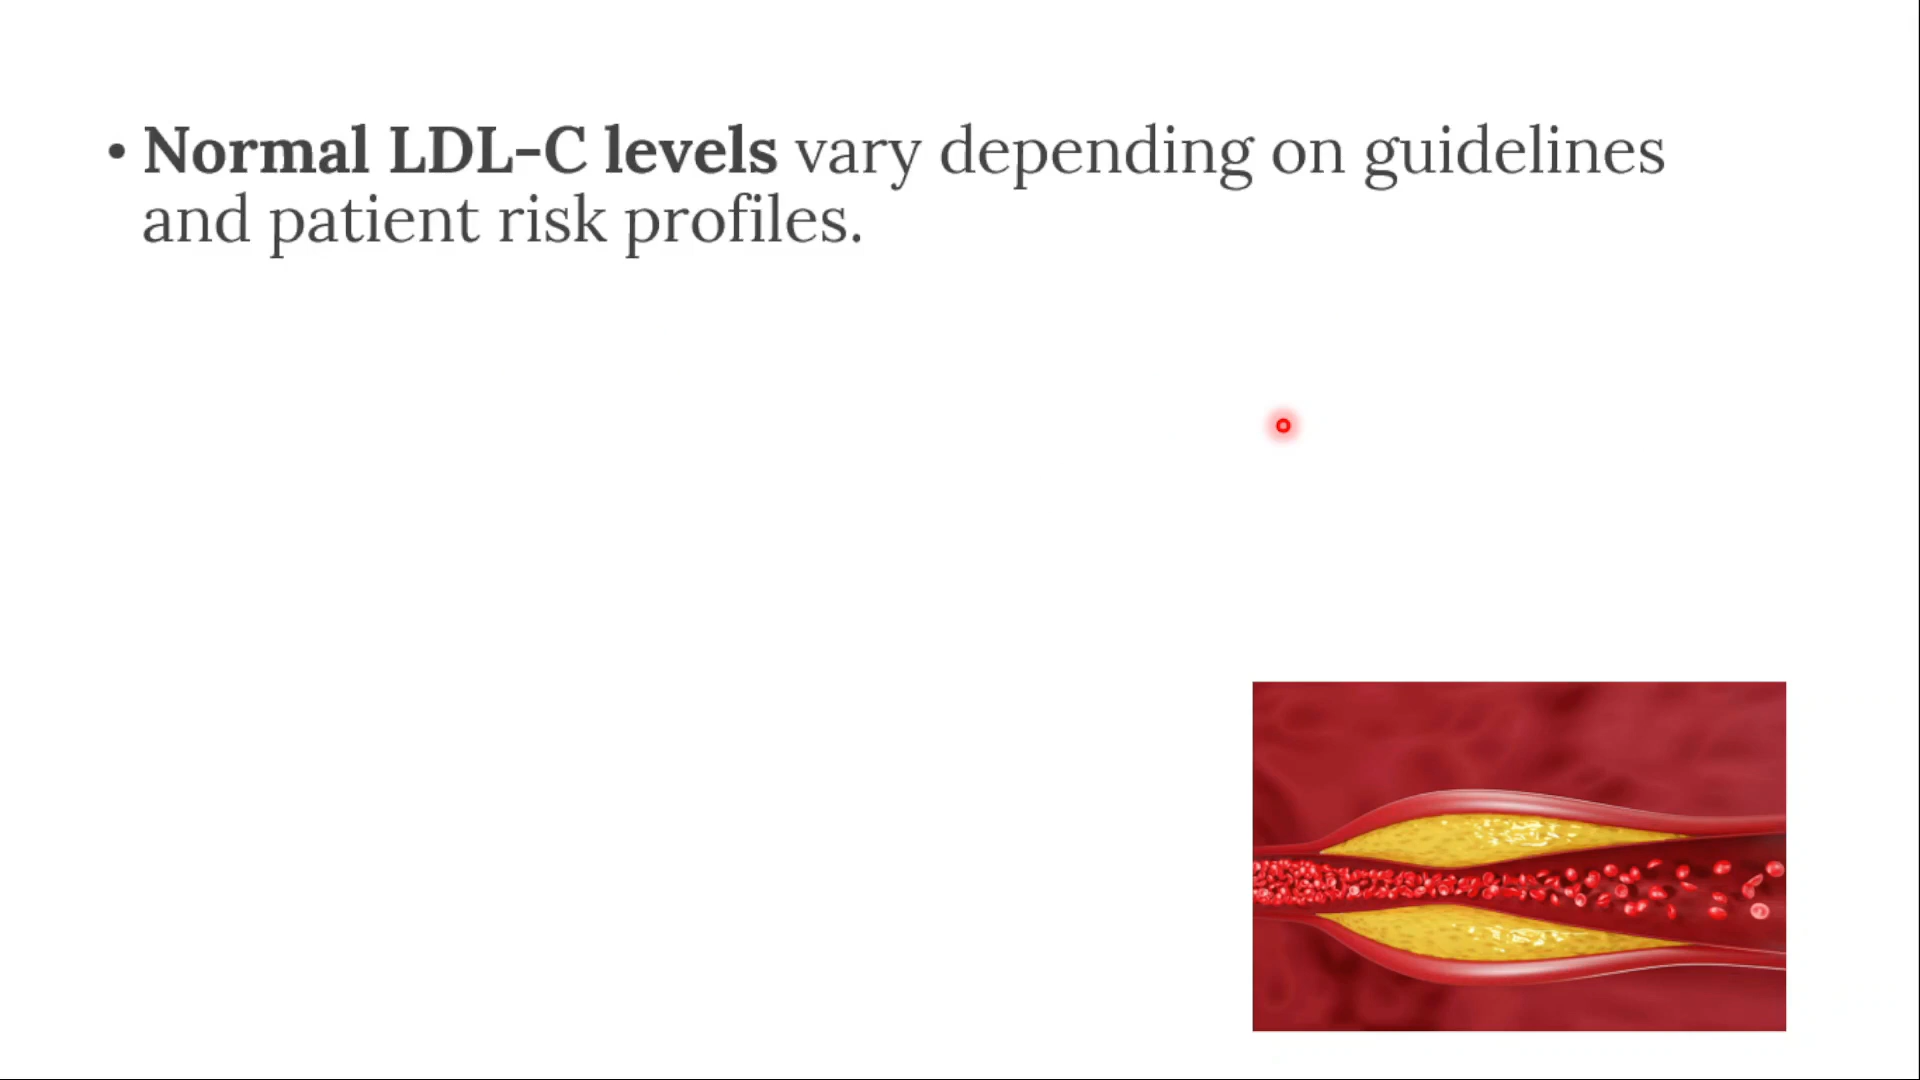 • Normal LDL-C levels vary depending on guidelines
and patient risk profiles.